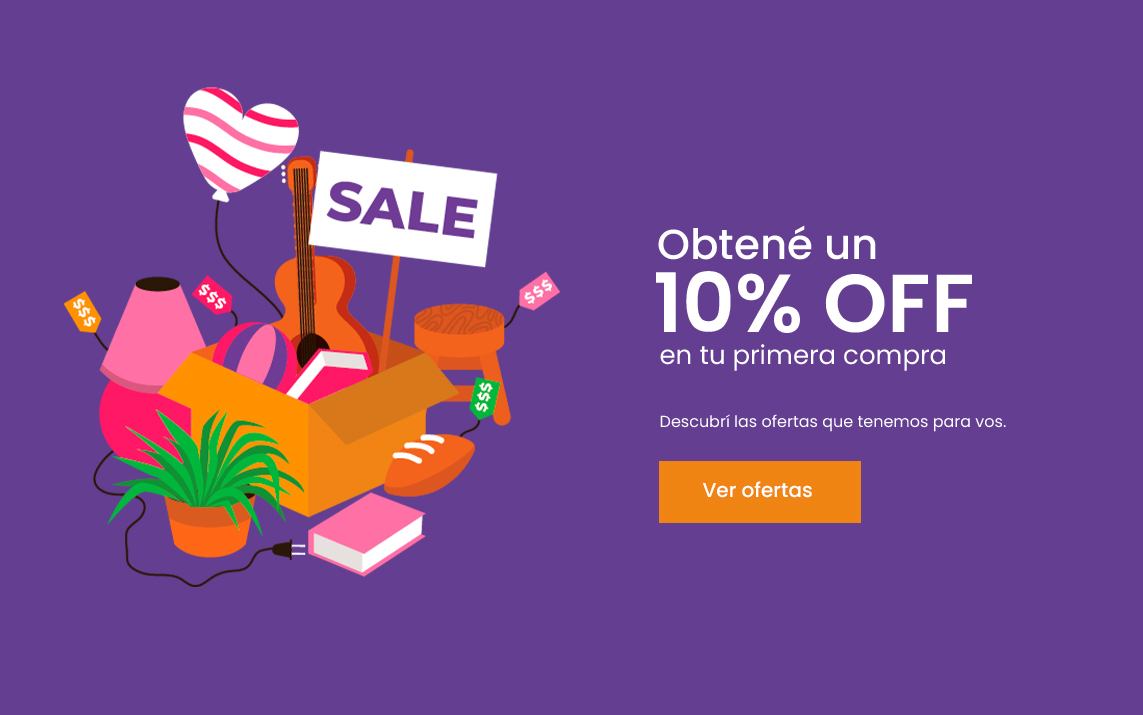 SALE
$$$
$$$
$$$
$$$
Obtené un
10% OFF
en tu primera compra
Descubrí las ofertas que tenemos para vos.
Ver ofertas